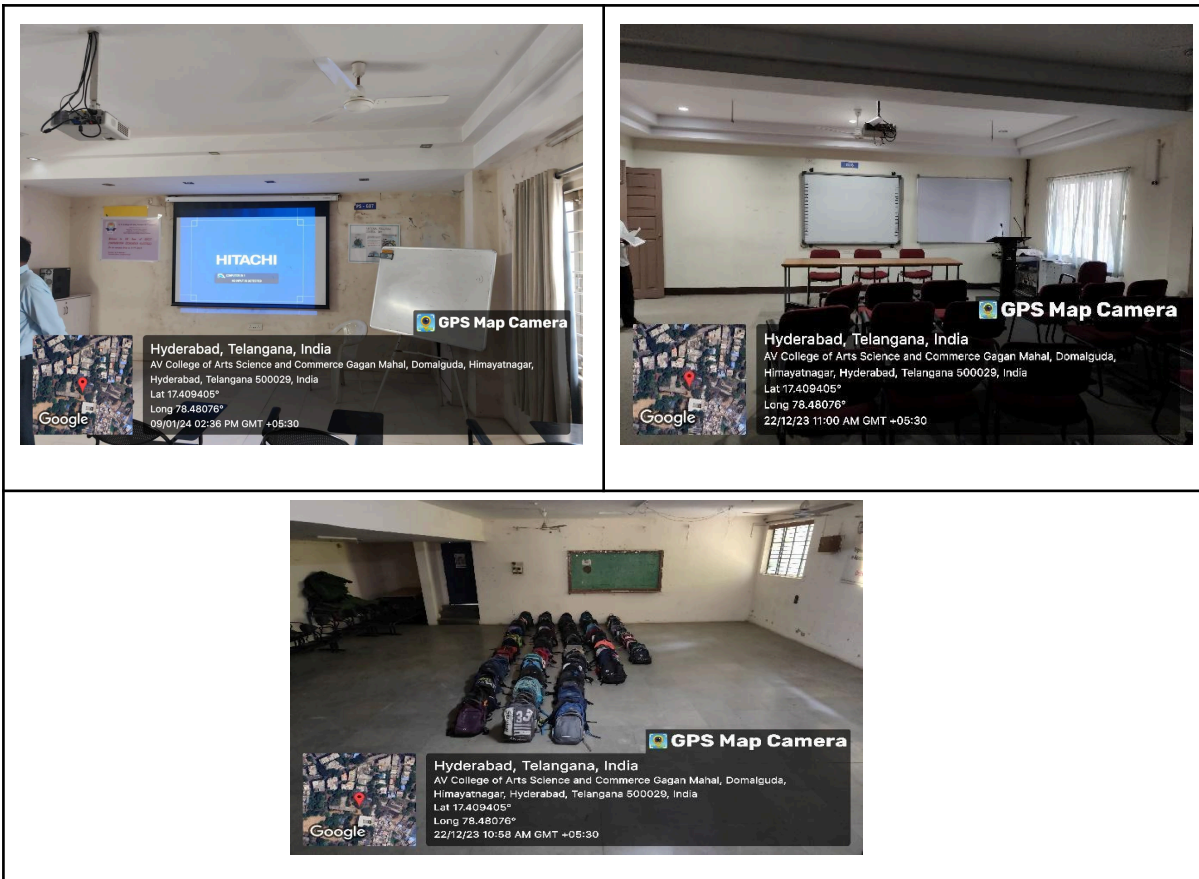 HITACHI
GPS Map Camera
Google
Hyderabad, Telangana, India
AV College of Arts Science and Commerce Gagan Mahal, Domalguda, Himayatnagar,
Hyderabad, Telangana 500029, India
Lat 17.409405°
Long 78.48076°
09/01/24 02:36 PM GMT +05:30
GPS Map Camera
Google
Hyderabad, Telangana, India
AV College of Arts Science and Commerce Gagan Mahal, Domalguda,
Himayatnagar, Hyderabad, Telangana 500029, India
Lat 17.409405°
Long 78.48076°
22/12/23 11:00 AM GMT +05:30
33
GPS Map Camera
Google
Hyderabad, Telangana, India
AV College of Arts Science and Commerce Gagan Mahal, Domalguda,
Himayatnagar, Hyderabad, Telangana 500029, India
Lat 17.409405°
Long 78.48076°
22/12/23 10:58 AM GMT +05:30